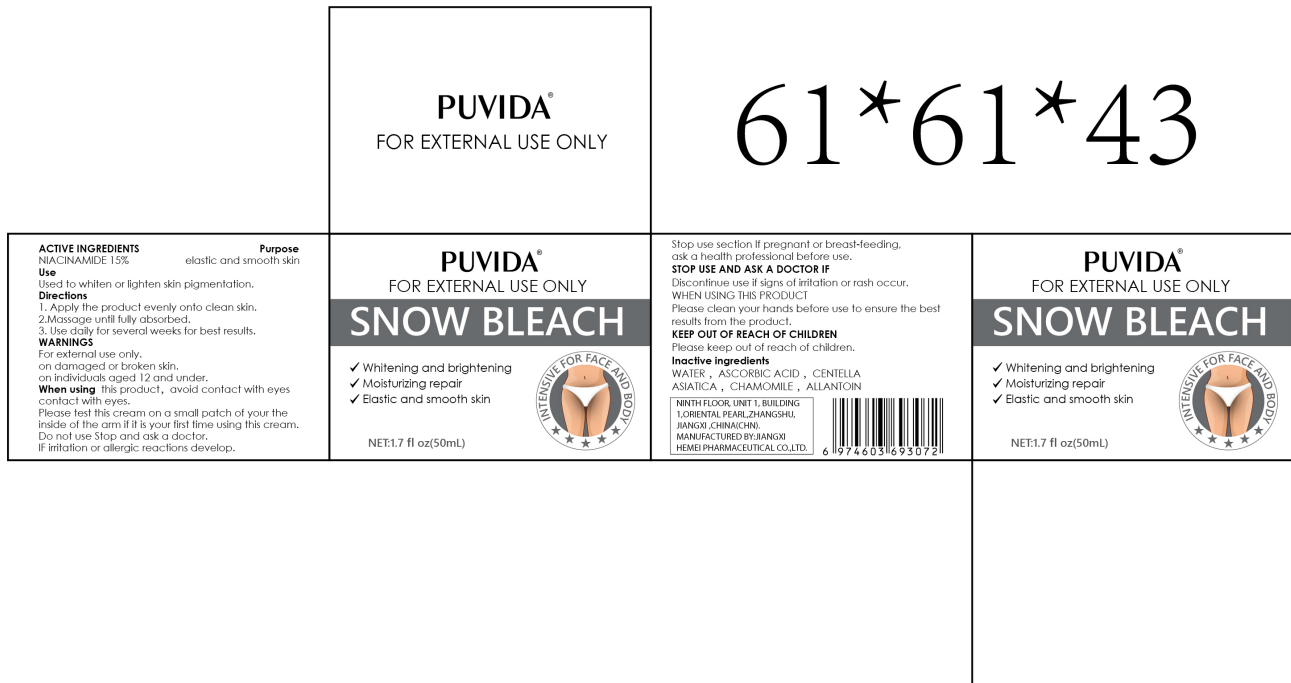 PUVIDA®
FOR EXTERNAL USE ONLY
61*61*43
ACTIVE INGREDIENTS Purpose
NIACINAMIDE 15% elastic and smooth skin
Use
Used to whiten or lighten skin pigmentation.
Directions
1. Apply the product evenly onto clean skin.
2.Massage until fully absorbed.
3. Use daily for several weeks for best results.
WARNINGS
For external use only.
on damaged or broken skin.
on individuals aged 12 and under.
When using this product, avoid contact with eyes
contact with eyes.
Please test this cream on a small patch of your the
inside of the arm if it is your first time using this cream.
Do not use Stop and ask a doctor.
IF irritation or allergic reactions develop.
PUVIDA®
FOR EXTERNAL USE ONLY
SNOW BLEACH
✓ Whitening and brightening
✓ Moisturizing repair
✓ Elastic and smooth skin
NET:1.7 fl oz(50mL)
INTENSIVE FOR FACE AND BODY
Stop use section If pregnant or breast-feeding,
ask a health professional before use.
STOP USE AND ASK A DOCTOR IF
Discontinue use if signs of irritation or rash occur.
WHEN USING THIS PRODUCT
Please clean your hands before use to ensure the best
results from the product.
KEEP OUT OF REACH OF CHILDREN
Please keep out of reach of children.
Inactive ingredients
WATER , ASCORBIC ACID , CENTELLA
ASIATICA , CHAMOMILE , ALLANTOIN
NINTH FLOOR, UNIT 1, BUILDING
1,ORIENTAL PEARL,ZHANGSHU,
JIANGXI ,CHINA(CHN).
MANUFACTURED BY:JIANGXI
HEMEI PHARMACEUTICAL CO.,LTD.
6 974603 693072
PUVIDA®
FOR EXTERNAL USE ONLY
SNOW BLEACH
✓ Whitening and brightening
✓ Moisturizing repair
✓ Elastic and smooth skin
NET:1.7 fl oz(50mL)
INTENSIVE FOR FACE AND BODY